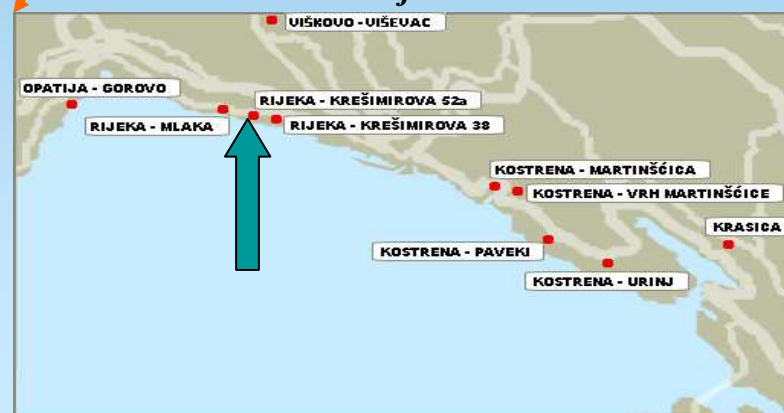 VIŠKOVO - VIŠEVAC
OPATIJA - GOROVO
RIJEKA - KREŠIMIROVA 52a
RIJEKA - MLAKA
RIJEKA - KREŠIMIROVA 38
KOSTRENA - MARTINŠĆICA
KOSTRENA - VRH MARTINŠĆICE
KRASICA
KOSTRENA - PAVEKI
KOSTRENA - URINJ